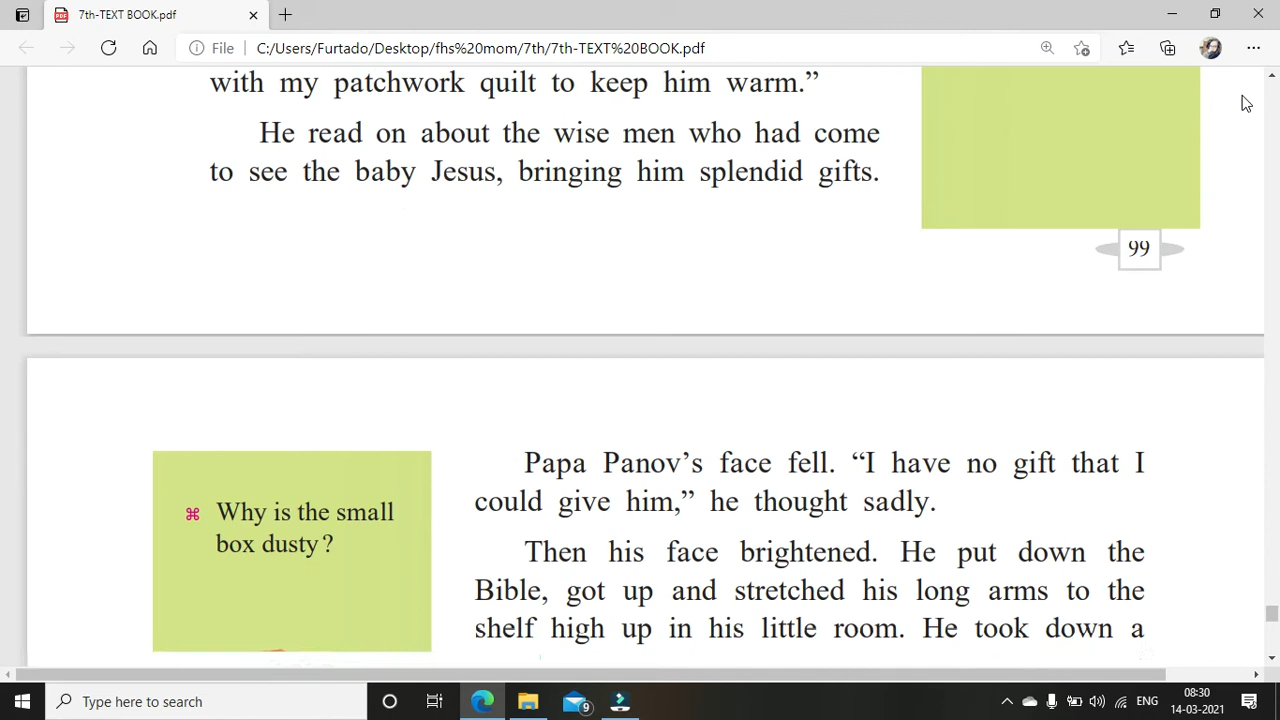 7th-TEXT BOOK.pdf
File
C:/Users/Furtado/Desktop/fhs%20mom/7th/7th-TEXT%20BOOK.pdf
with my patchwork quilt to keep him warm.”
He read on about the wise men who had come
to see the baby Jesus, bringing him splendid gifts.
99
Why is the small
box dusty?
Papa Panov’s face fell. “I have no gift that I
could give him,” he thought sadly.
Then his face brightened. He put down the
Bible, got up and stretched his long arms to the
shelf high up in his little room. He took down a
Type here to search
9
ENG
08:30
14-03-2021